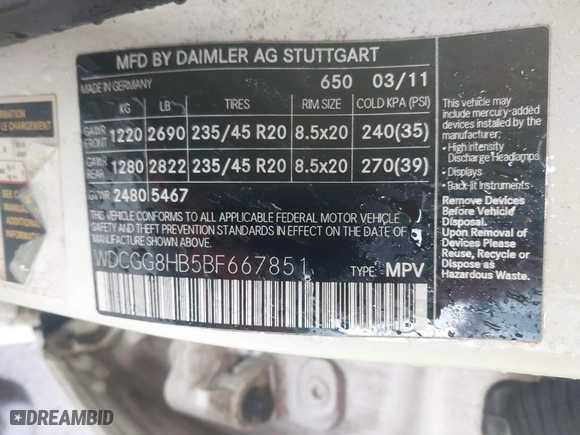 MFD BY DAIMLER AG STUTTGART
MADE IN GERMANY 650 03/11
KG LB TIRES RIM SIZE COLD KPA (PSI)
GAWR FRONT 1220 2690 235/45 R20 8.5x20 240(35)
GAWR REAR 1280 2822 235/45 R20 8.5x20 270(39)
GVWR 2480 5467
THIS VEHICLE CONFORMS TO ALL APPLICABLE FEDERAL MOTOR VEHICLE
SAFETY PREVENTION STANDARDS IN EFFECT ON THE DATE OF
MANUFACTURE SHOWN ABOVE.
WDCGG8HB5BF667851 TYPE MPV
This vehicle may include
mercury-added
devices installed by the
manufacturer:
• High Intensity
Discharge Headlamps
• Displays
• Back-lit Instruments
Remove Devices
Before Vehicle
Disposal.
Upon Removal of
Devices Please
Reuse, Recycle or
Dispose as
Hazardous Waste.
ORMATION
E CHARGEMENT
SEE O
DREAMBID